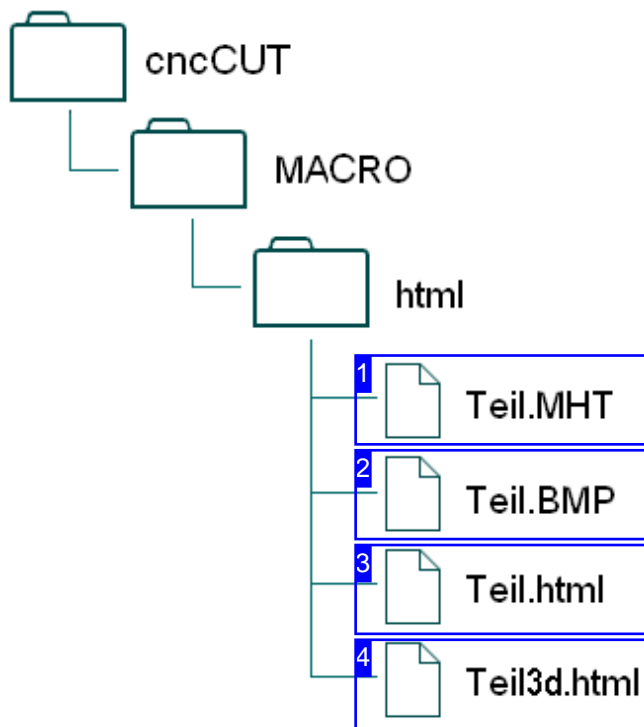 cncCUT
MACRO
html
1 Teil.MHT
2 Teil.BMP
3 Teil.html
4 Teil3d.html